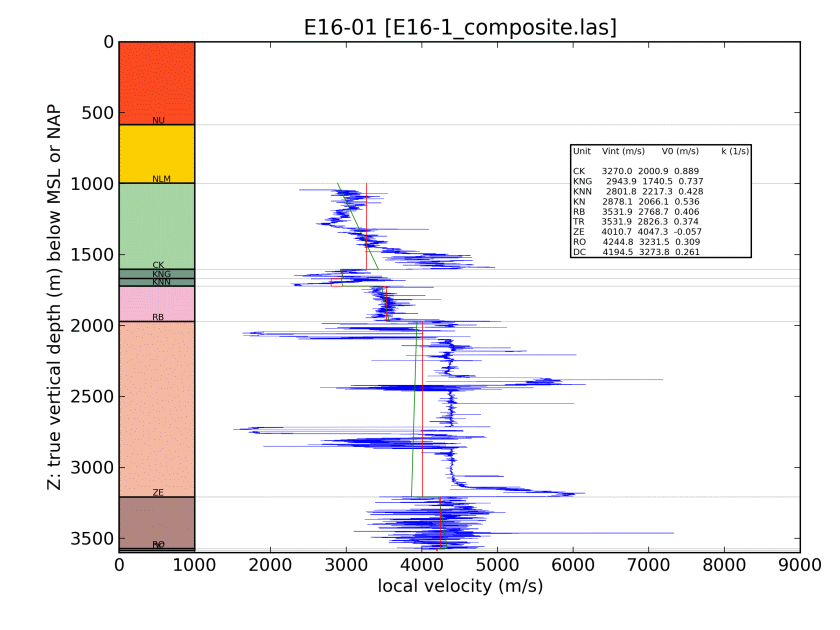 E16-01 [E16-1_composite.las]
Z: true vertical depth (m) below MSL or NAP
0
500
1000
1500
2000
2500
3000
3500
NU
NLM
CK
KNG
KNN
RB
ZE
RO
Unit Vint (m/s) V0 (m/s) k (1/s)
CK 3270.0 2000.9 0.889
KNG 2943.9 1740.5 0.737
KNN 2801.8 2217.3 0.428
KN 2878.1 2066.1 0.536
RB 3531.9 2768.7 0.406
TR 3531.9 2826.3 0.374
ZE 4010.7 4047.3 -0.057
RO 4244.8 3231.5 0.309
DC 4194.5 3273.8 0.261
0 1000 2000 3000 4000 5000 6000 7000 8000 9000
local velocity (m/s)